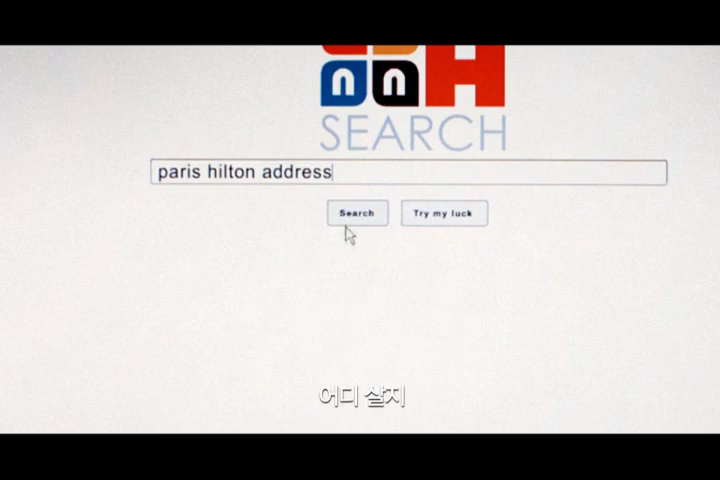 n n H
SEARCH
paris hilton address
Search Try my luck
어디 살지